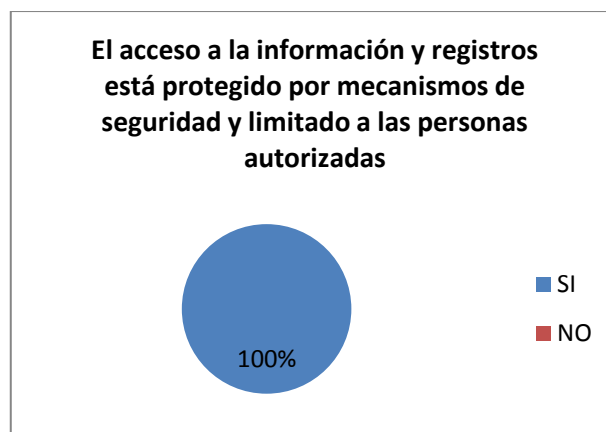 El acceso a la información y registros
está protegido por mecanismos de
seguridad y limitado a las personas
autorizadas
SI
NO
100%